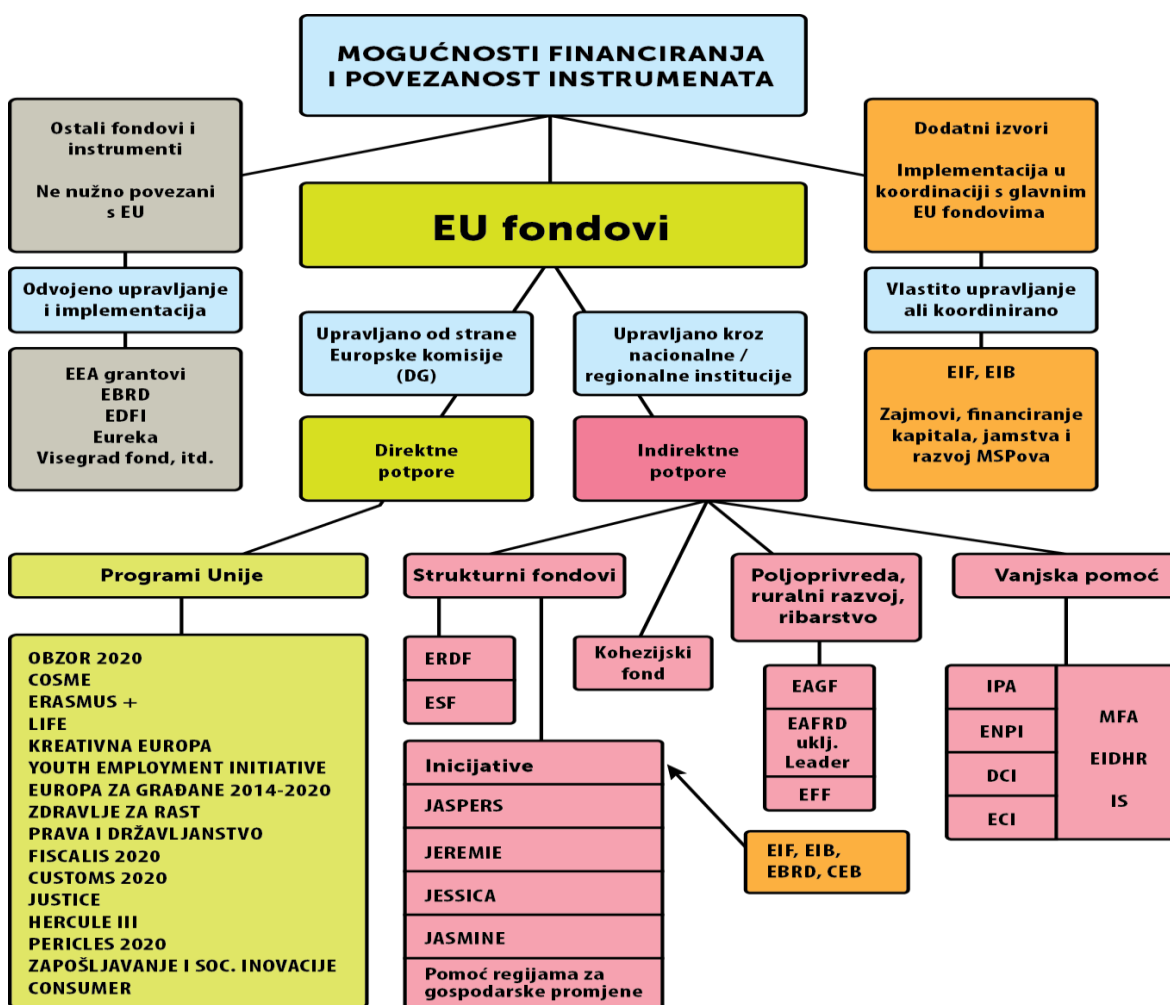 MOGUĆNOSTI FINANCIRANJA
I POVEZANOST INSTRUMENATA
Ostali fondovi i
instrumenti
Ne nužno povezani
s EU
EU fondovi
Dodatni izvori
Implementacija u
koordinaciji s glavnim
EU fondovima
Odvojeno upravljanje
i implementacija
Upravljano od strane
Europske komisije
(DG)
Upravljano kroz
nacionalne /
regionalne institucije
Vlastito upravljanje
ali koordinirano
EEA grantovi
EBRD
EDFI
Eureka
Visegrad fond, itd.
Direktne
potpore
Indirektne
potpore
EIF, EIB
Zajmovi, financiranje
kapitala, jamstva i
razvoj MSPova
Programi Unije
Strukturni fondovi
Poljoprivreda,
ruralni razvoj,
ribarstvo
Vanjska pomoć
OBZOR 2020
COSME
ERASMUS +
LIFE
KREATIVNA EUROPA
YOUTH EMPLOYMENT INITIATIVE
EUROPA ZA GRAĐANE 2014-2020
ZDRAVLJE ZA RAST
PRAVA I DRŽAVLJANSTVO
FISCALIS 2020
CUSTOMS 2020
JUSTICE
HERCULE III
PERICLES 2020
ZAPOŠLJAVANJE I SOC. INOVACIJE
CONSUMER
ERDF
ESF
Inicijative
JASPERS
JEREMIE
JESSICA
JASMINE
Pomoć regijama za
gospodarske promjene
Kohezijski
fond
EAGF
EAFRD
uklj.
Leader
EFF
EIF, EIB,
EBRD, CEB
IPA
ENPI
DCI
ECI
MFA
EIDHR
IS